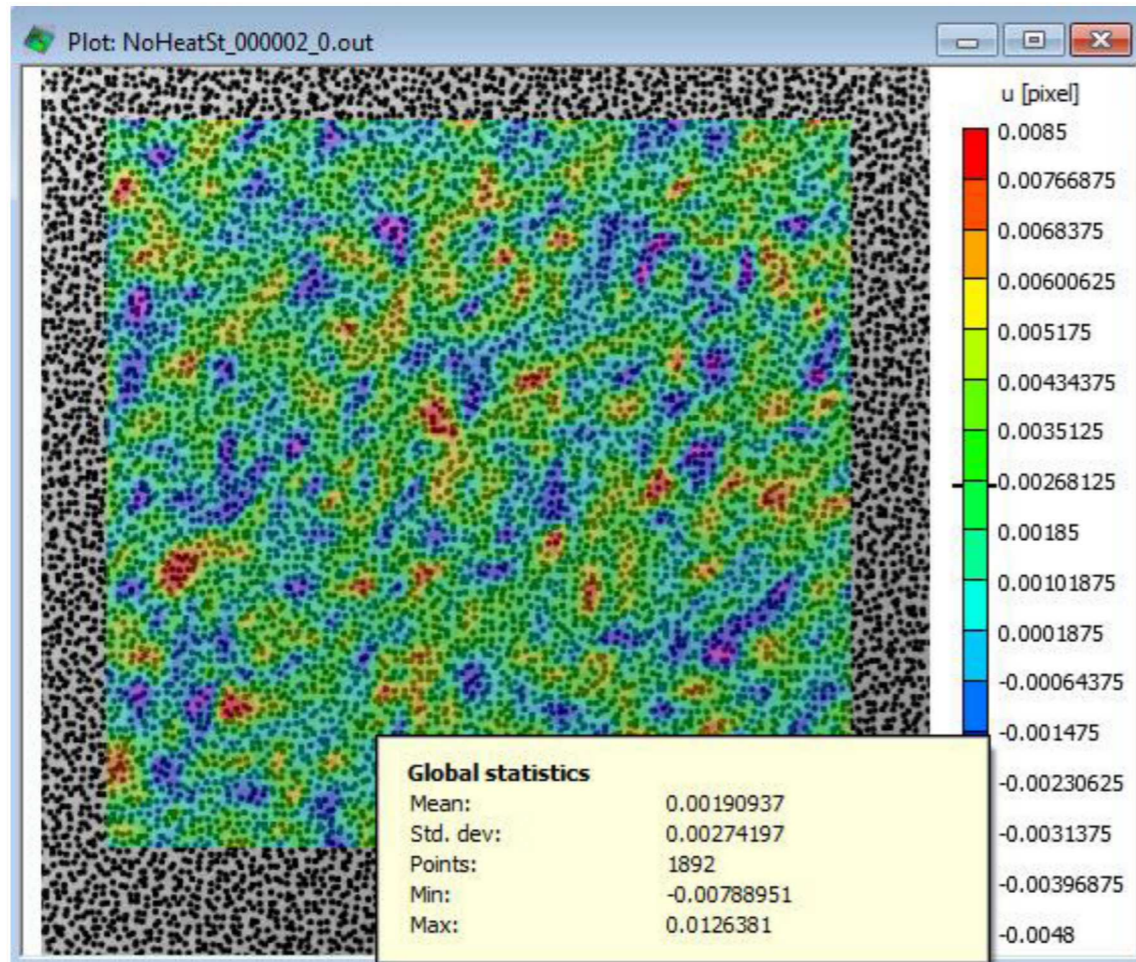 Plot: NoHeatSt_000002_0.out
u [pixel]
0.0085
0.00766875
0.0068375
0.00600625
0.005175
0.00434375
0.0035125
0.00268125
0.00185
0.00101875
0.0001875
-0.00064375
-0.001475
-0.00230625
-0.0031375
-0.00396875
-0.0048
Global statistics
Mean: 0.00190937
Std. dev: 0.00274197
Points: 1892
Min: -0.00788951
Max: 0.0126381